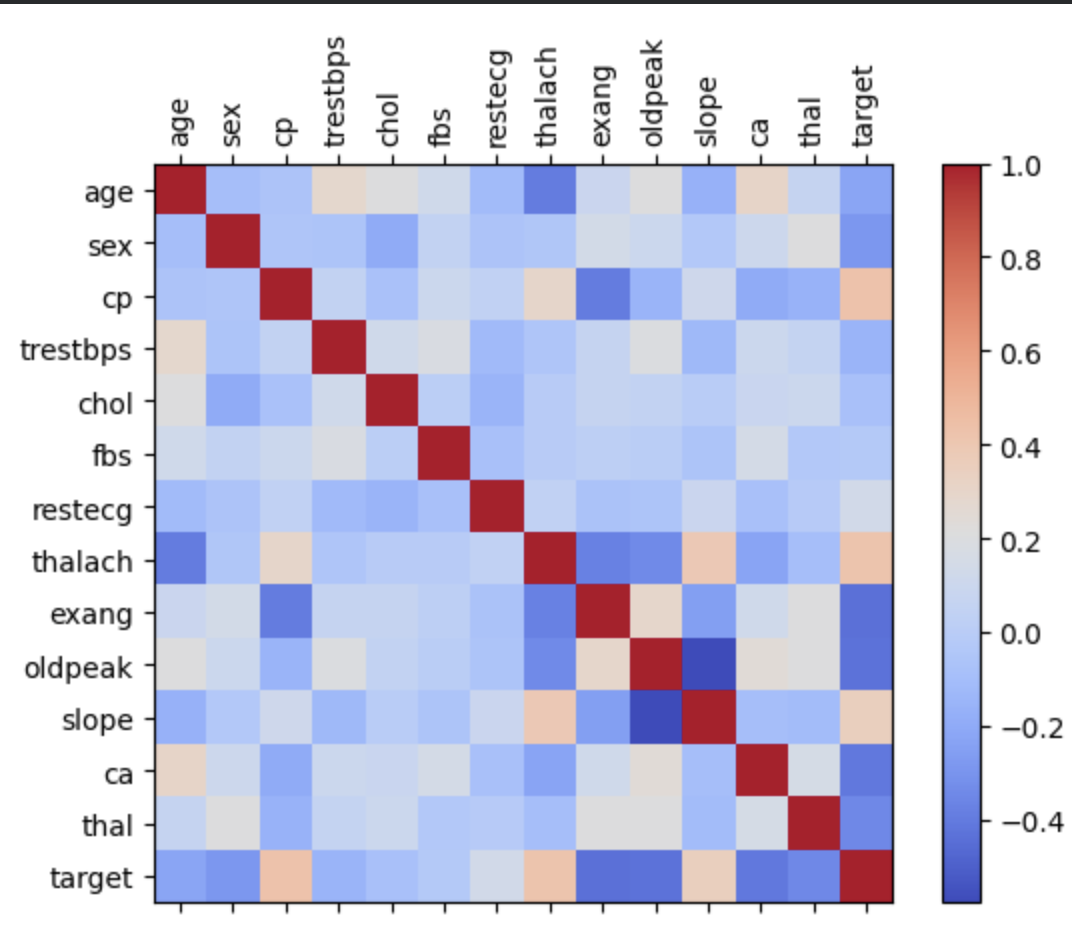 age sex cp trestbps chol fbs restecg thalach exang oldpeak slope ca thal target
age
sex
cp
trestbps
chol
fbs
restecg
thalach
exang
oldpeak
slope
ca
thal
target
1.0
0.8
0.6
0.4
0.2
0.0
−0.2
−0.4